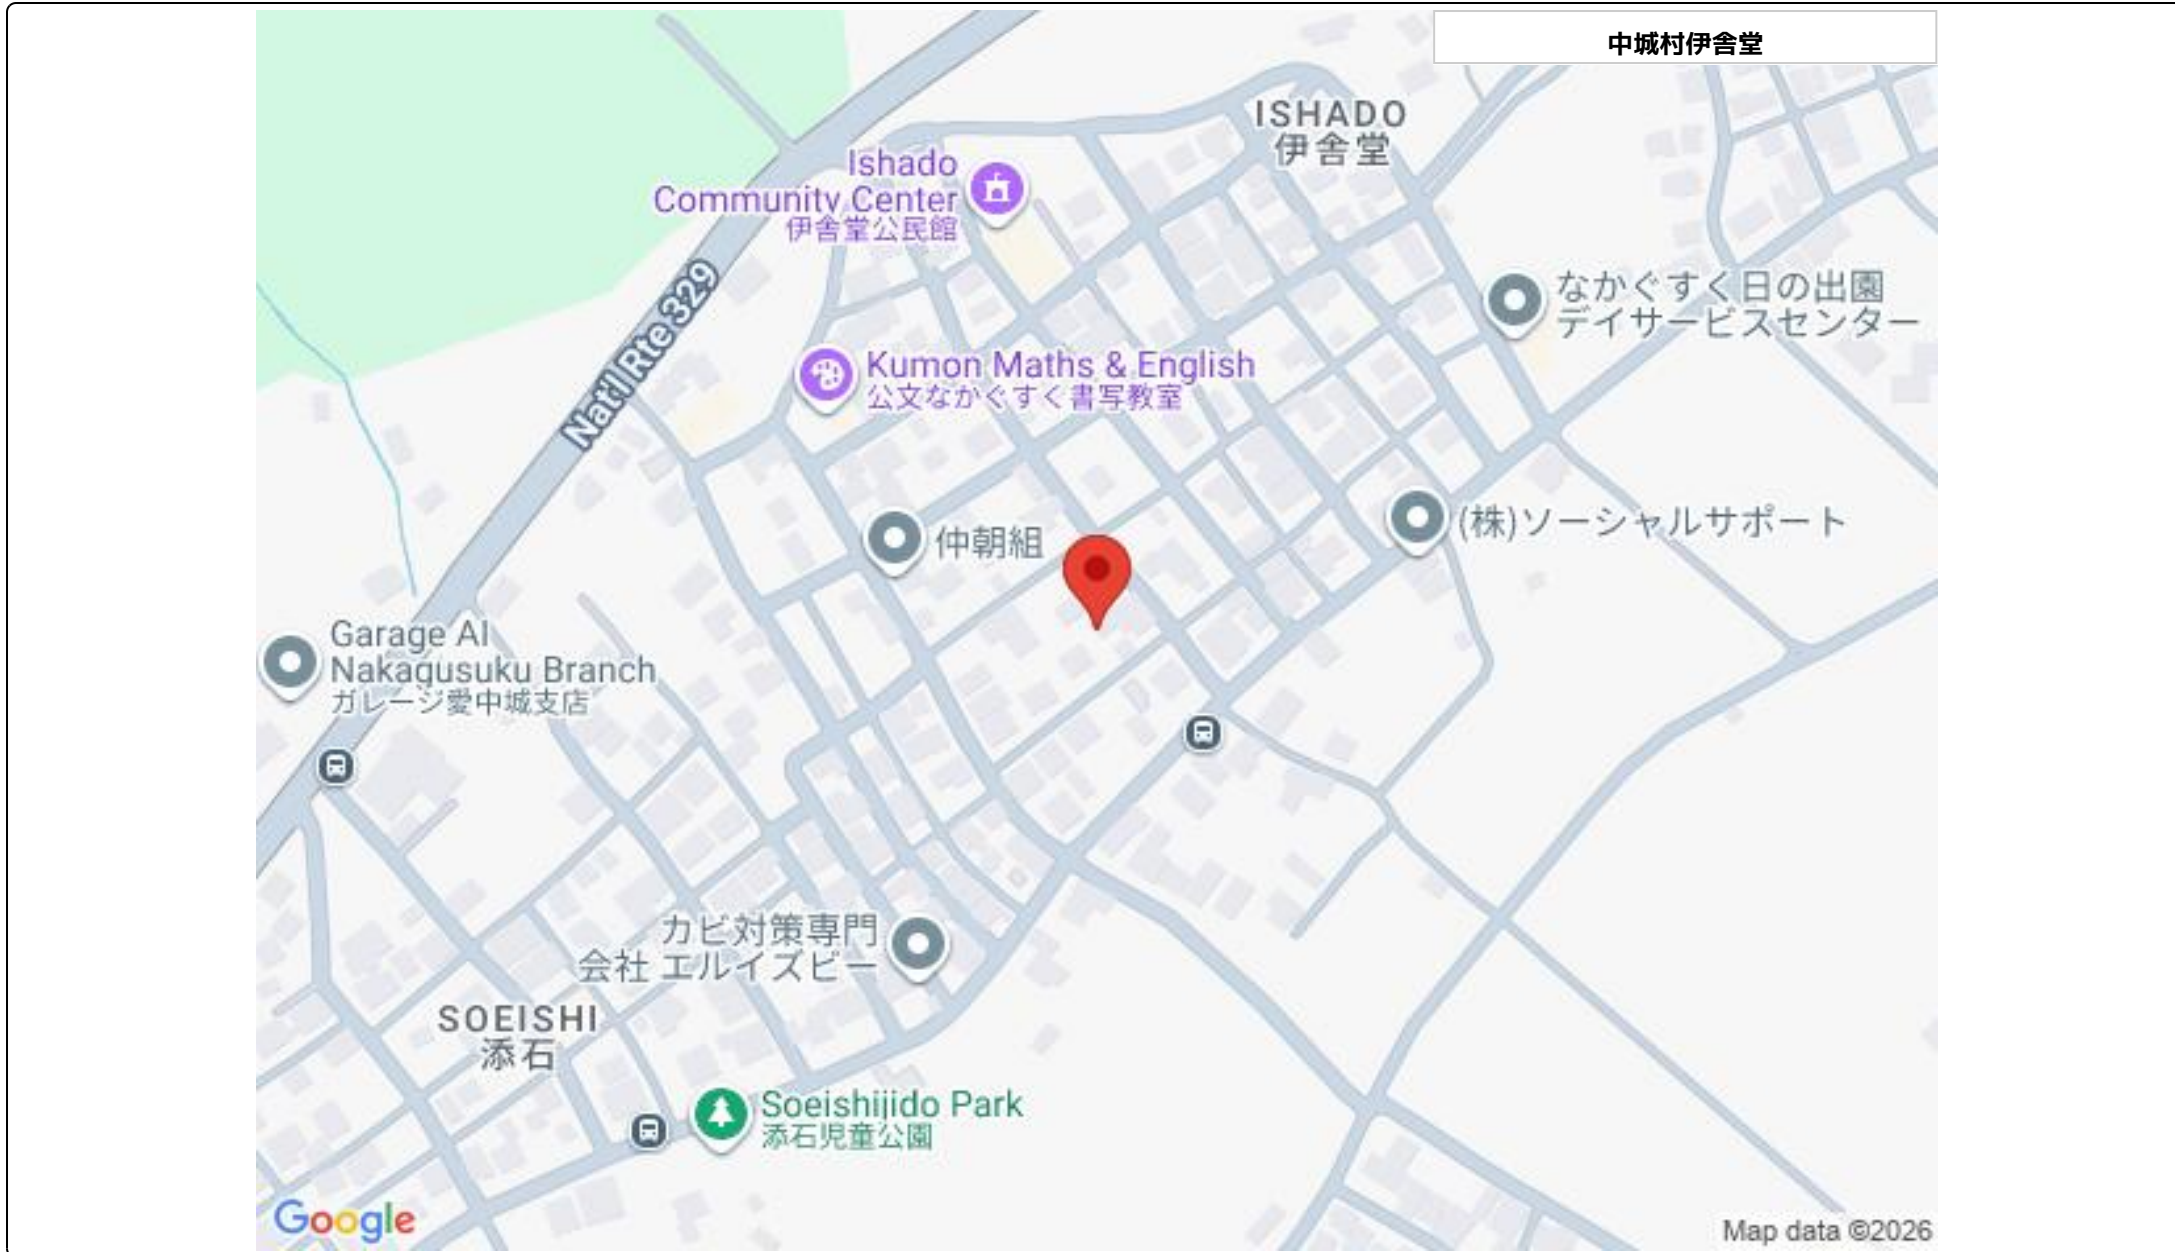 中城村伊舎堂
ISHADO
伊舎堂
Ishado
Community Center
伊舎堂公民館
Nat'l Rte 329
なかぐすく日の出園
デイサービスセンター
Kumon Maths & English
公文なかぐすく書写教室
仲朝組
(株)ソーシャルサポート
Garage AI
Nakagusuku Branch
ガレージ愛中城支店
カビ対策専門
会社 エルイズビー
SOEISHI
添石
Soeishijido Park
添石児童公園
Google
Map data ©2026